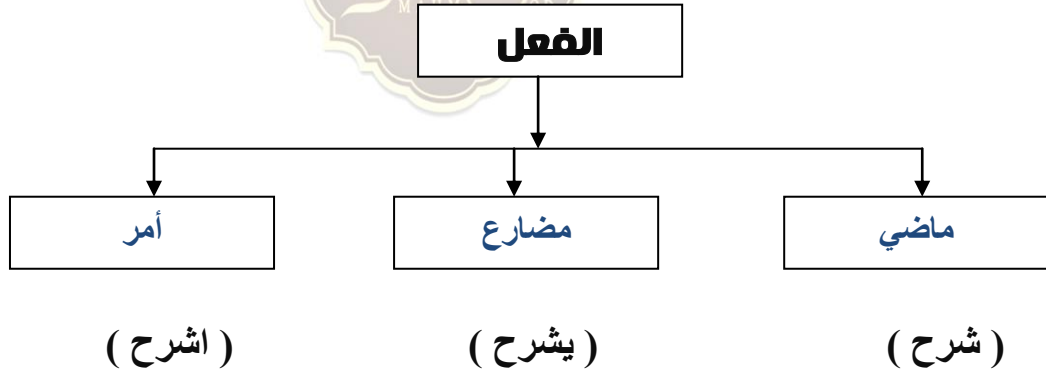 الفعل
ماضي
مضارع
أمر
( شرح )
( يشرح )
( اشرح )